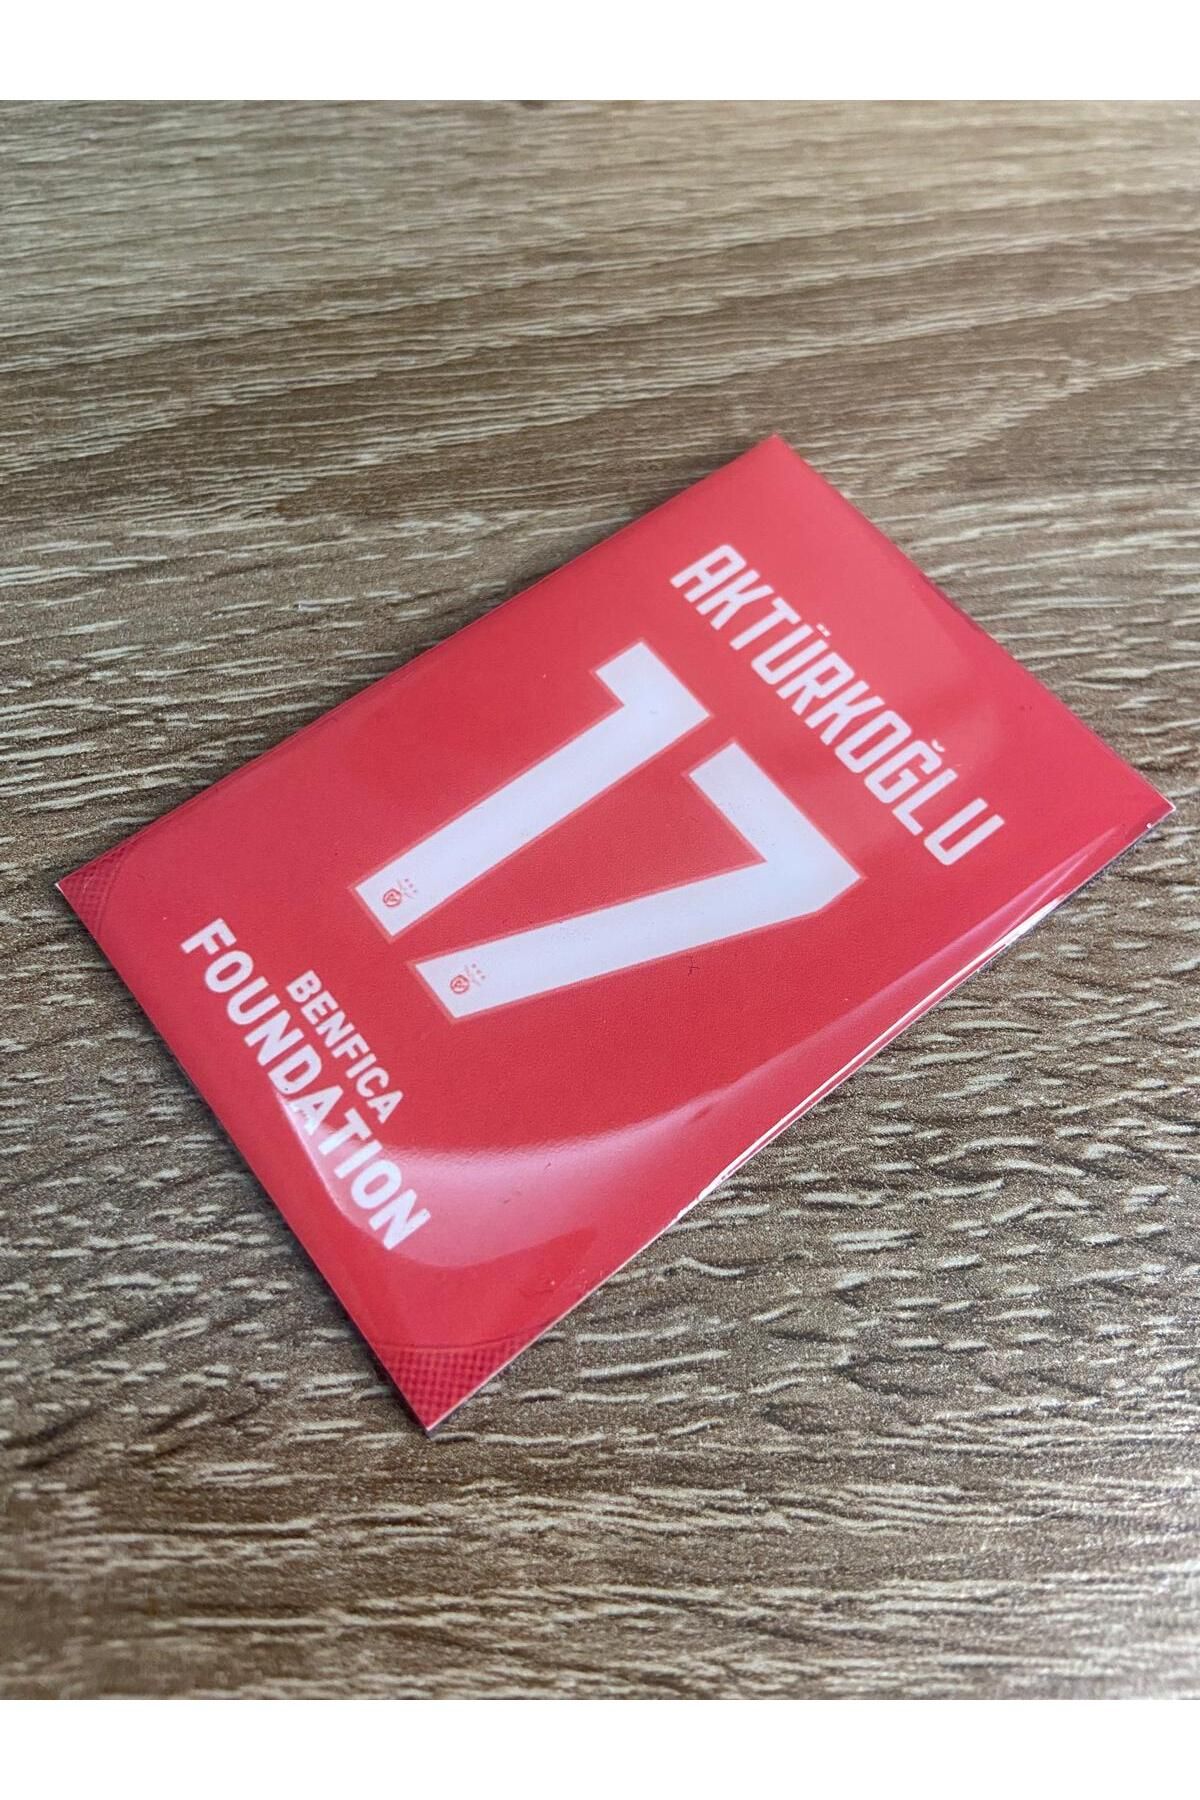 AKTÜRKOĞLU
17
BENFICA
FOUNDATION